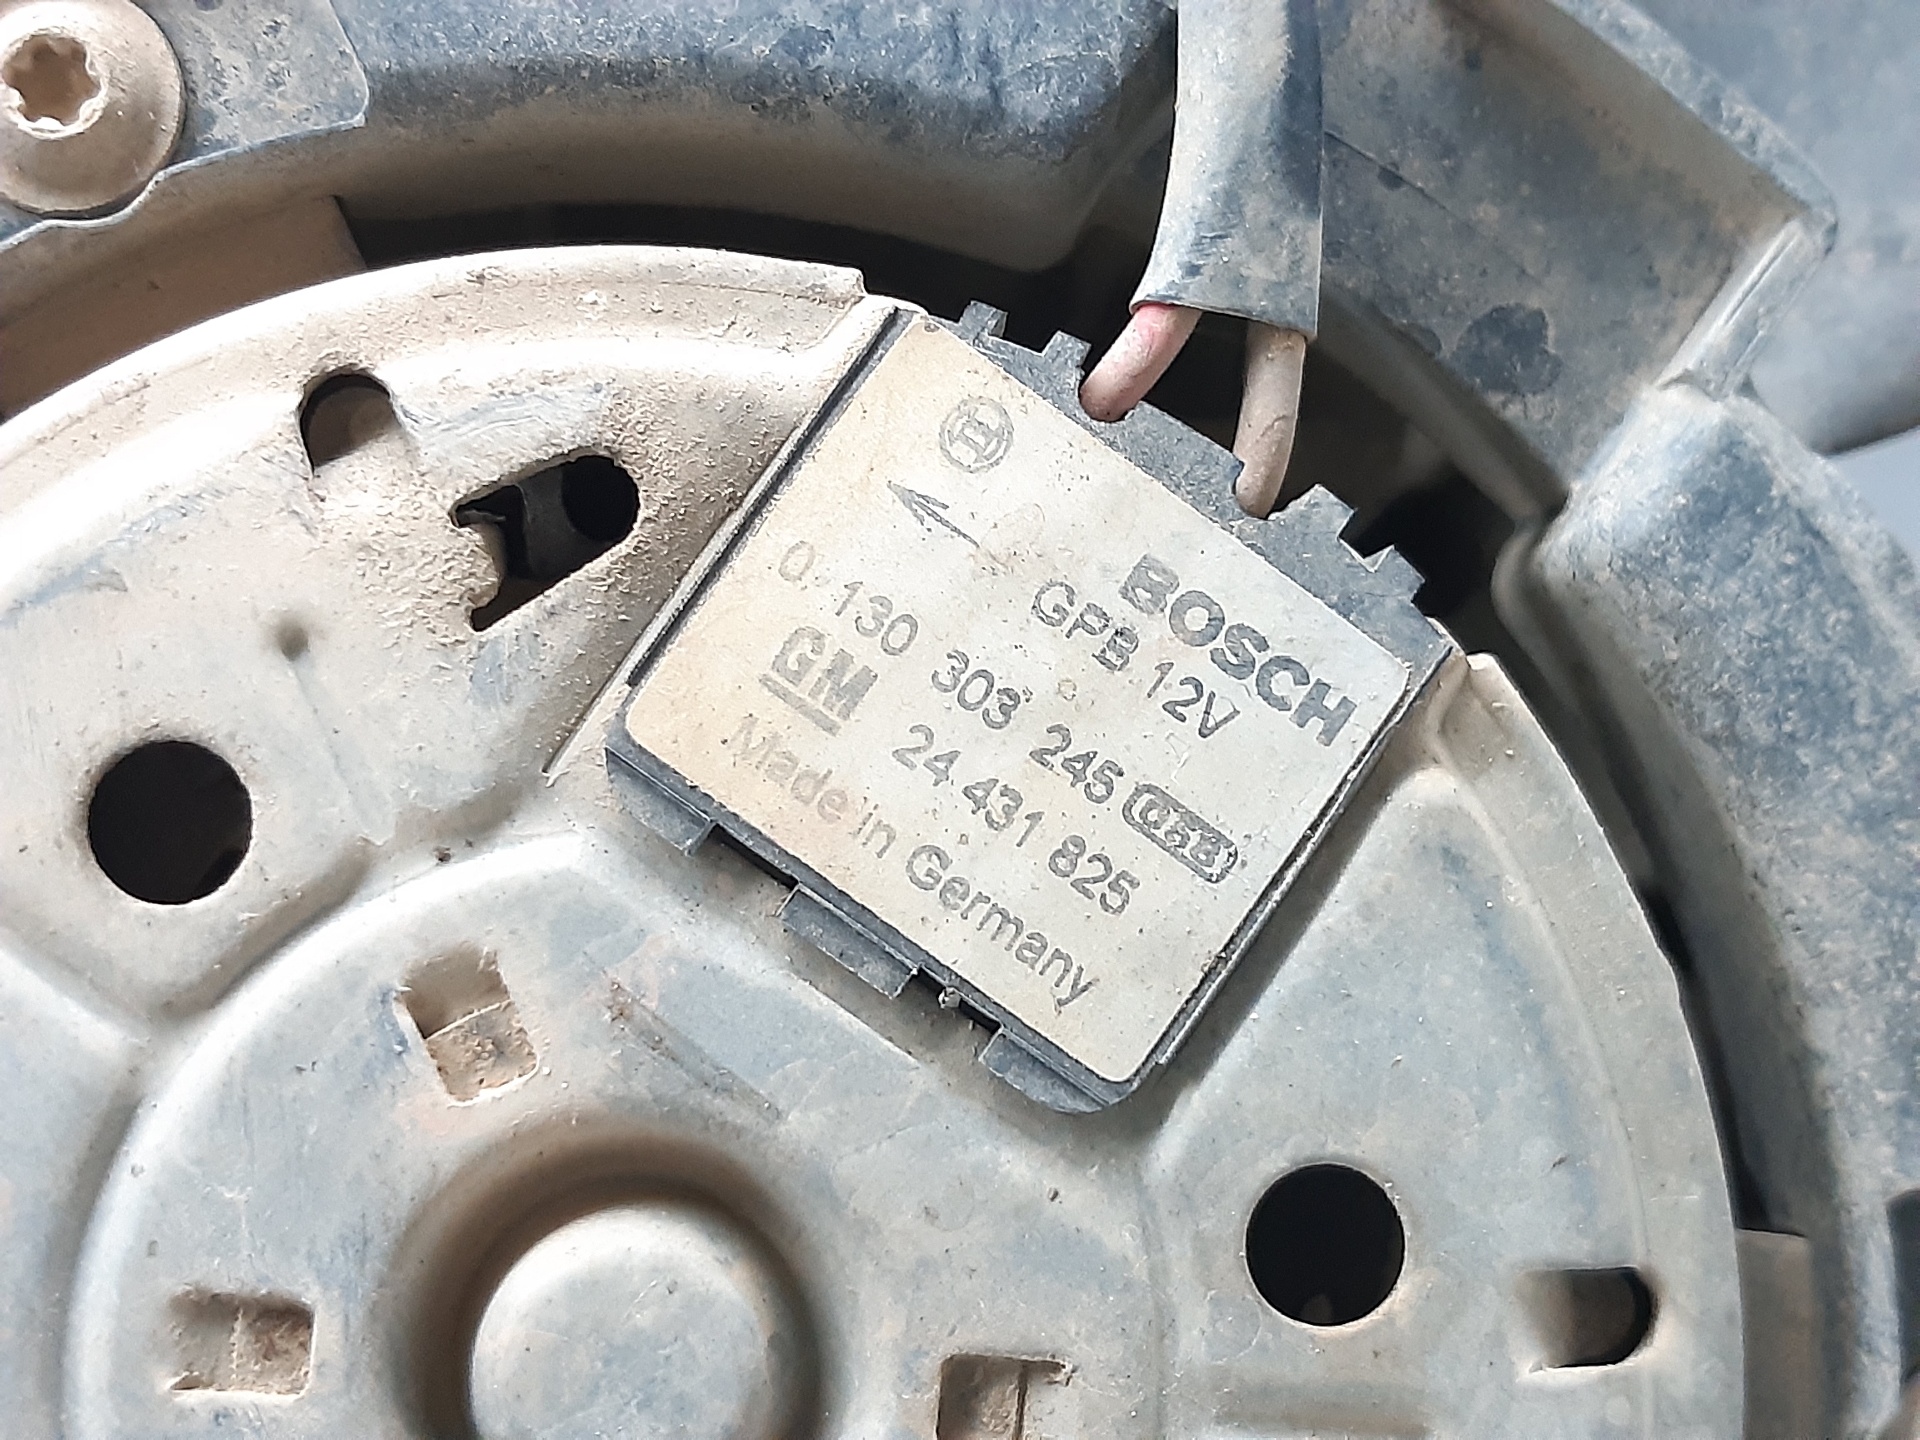 BOSCH
GPB 12V
0 130 303 245
GM 24 431 825
Made in Germany